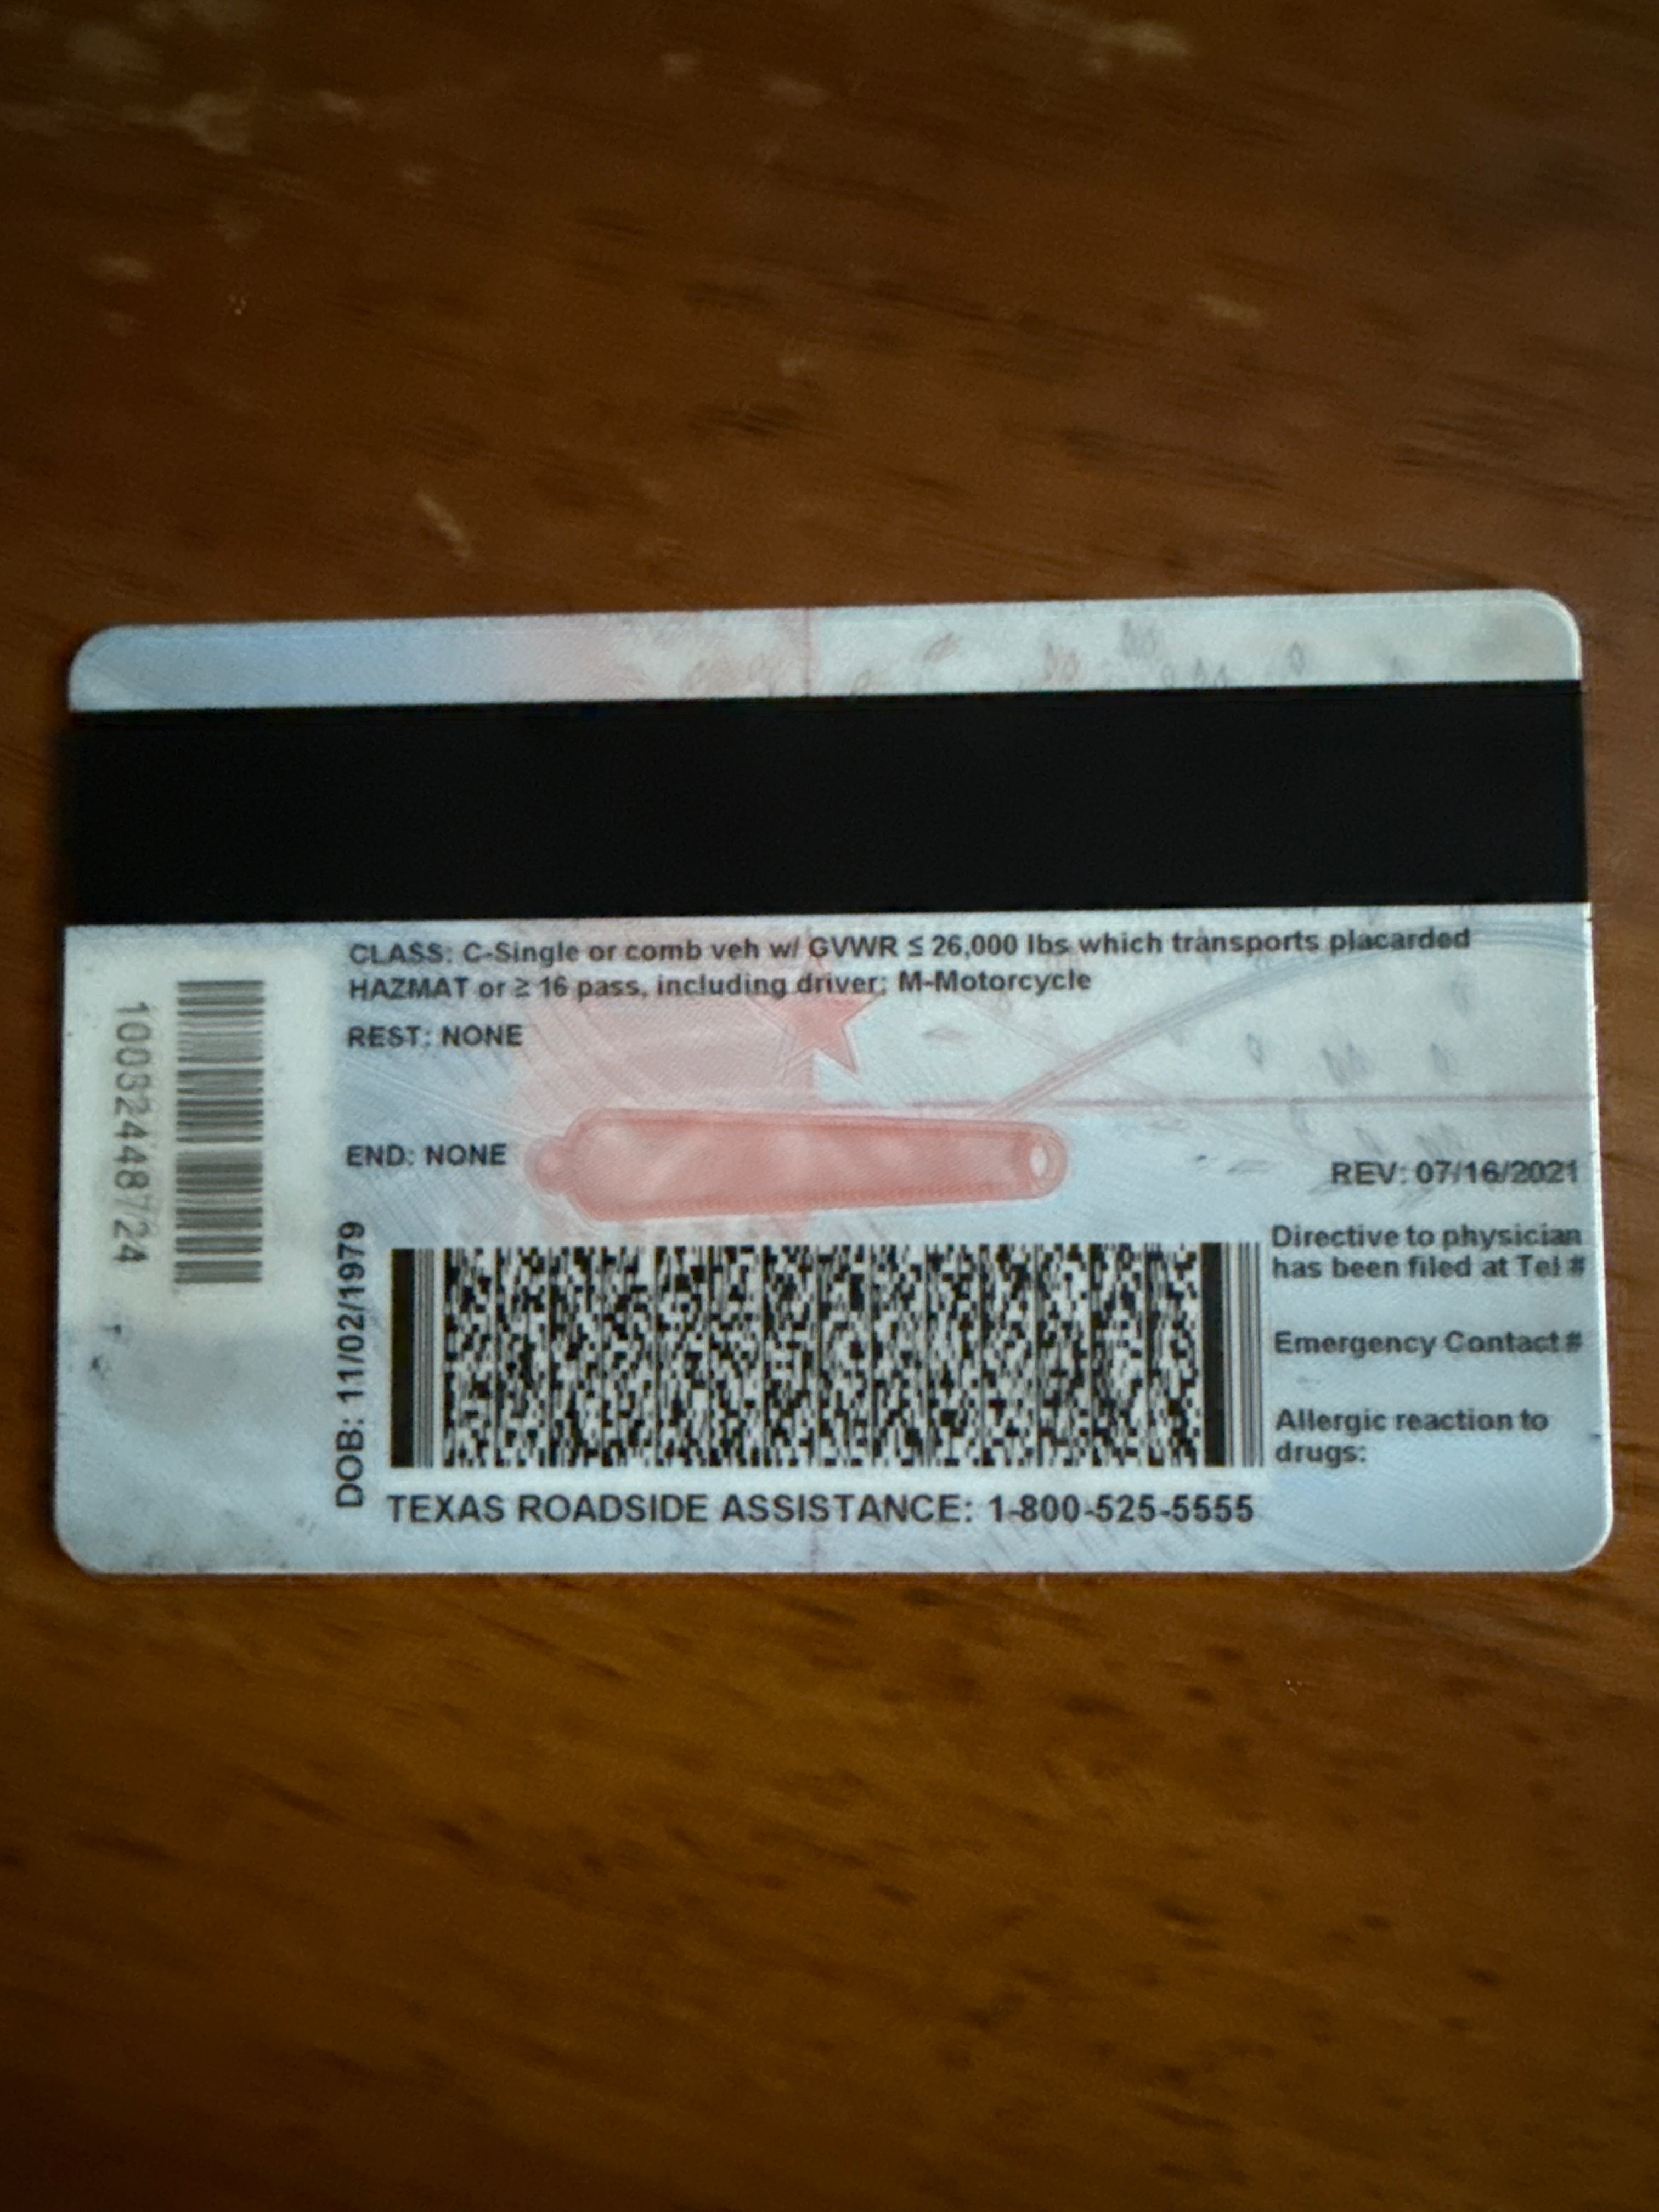 CLASS: C-Single or comb veh w/ GVWR ≤ 26,000 lbs which transports placarded
HAZMAT or ≥ 16 pass, including driver; M-Motorcycle
REST: NONE
END: NONE
REV: 07/16/2021
10032448724
DOB: 11/02/1979
Directive to physician
has been filed at Tel #
Emergency Contact #
Allergic reaction to
drugs:
TEXAS ROADSIDE ASSISTANCE: 1-800-525-5555